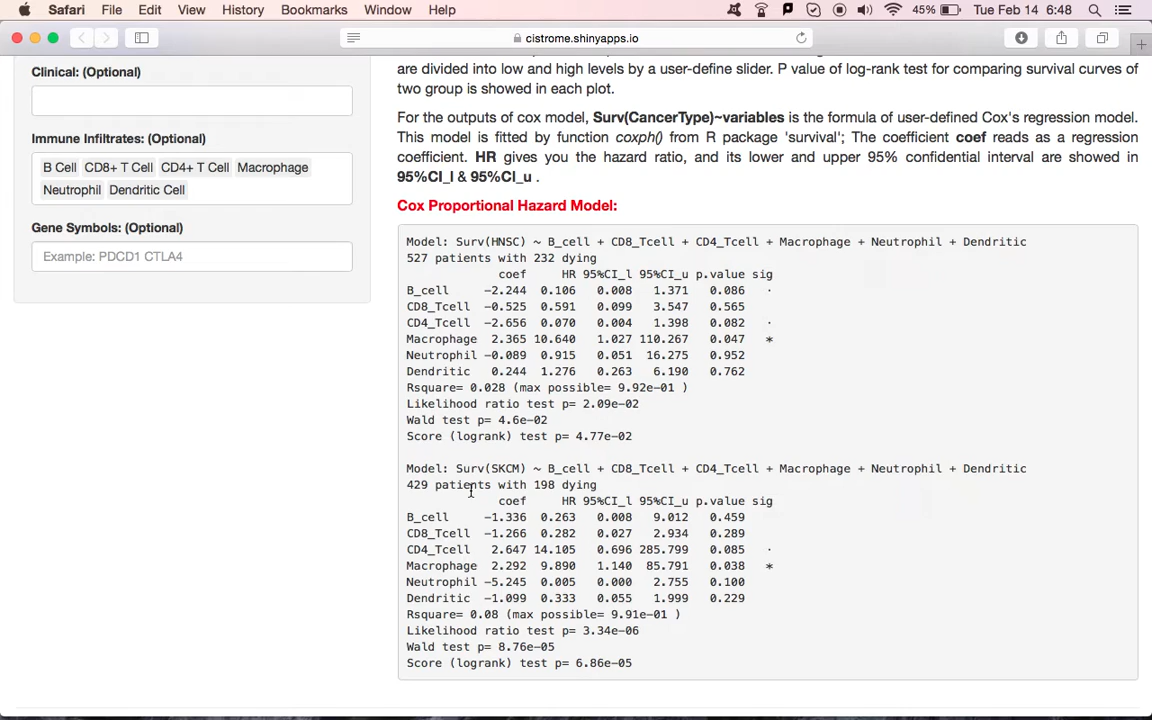 Safari File Edit View History Bookmarks Window Help 45% Tue Feb 14 6:48
cistrome.shinyapps.io
Clinical: (Optional)
Immune Infiltrates: (Optional)
B Cell CD8+ T Cell CD4+ T Cell Macrophage
Neutrophil Dendritic Cell
Gene Symbols: (Optional)
Example: PDCD1 CTLA4
are divided into low and high levels by a user-define slider. P value of log-rank test for comparing survival curves of
two group is showed in each plot.
For the outputs of cox model, Surv(CancerType)~variables is the formula of user-defined Cox's regression model.
This model is fitted by function coxph() from R package 'survival'; The coefficient coef reads as a regression
coefficient. HR gives you the hazard ratio, and its lower and upper 95% confidential interval are showed in
95%CI_l & 95%CI_u .
Cox Proportional Hazard Model:
Model: Surv(HNSC) ~ B_cell + CD8_Tcell + CD4_Tcell + Macrophage + Neutrophil + Dendritic
527 patients with 232 dying
coef HR 95%CI_l 95%CI_u p.value sig
B_cell −2.244 0.106 0.008 1.371 0.086 ·
CD8_Tcell −0.525 0.591 0.099 3.547 0.565
CD4_Tcell −2.656 0.070 0.004 1.398 0.082 ·
Macrophage 2.365 10.640 1.027 110.267 0.047 *
Neutrophil −0.089 0.915 0.051 16.275 0.952
Dendritic 0.244 1.276 0.263 6.190 0.762
Rsquare= 0.028 (max possible= 9.92e−01 )
Likelihood ratio test p= 2.09e−02
Wald test p= 4.6e−02
Score (logrank) test p= 4.77e−02
Model: Surv(SKCM) ~ B_cell + CD8_Tcell + CD4_Tcell + Macrophage + Neutrophil + Dendritic
429 patients with 198 dying
coef HR 95%CI_l 95%CI_u p.value sig
B_cell −1.336 0.263 0.008 9.012 0.459
CD8_Tcell −1.266 0.282 0.027 2.934 0.289
CD4_Tcell 2.647 14.105 0.696 285.799 0.085 ·
Macrophage 2.292 9.890 1.140 85.791 0.038 *
Neutrophil −5.245 0.005 0.000 2.755 0.100
Dendritic −1.099 0.333 0.055 1.999 0.229
Rsquare= 0.08 (max possible= 9.91e−01 )
Likelihood ratio test p= 3.34e−06
Wald test p= 8.76e−05
Score (logrank) test p= 6.86e−05